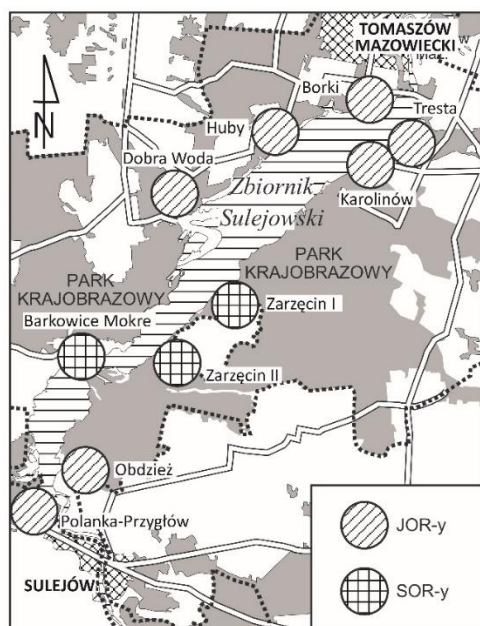 TOMASZÓW
MAZOWIECKI
Borki
Tresta
Huby
Dobra Woda
Karolinów
Zbiornik
Sulejowski
PARK
KRAJOBRAZOWY
PARK
KRAJOBRAZOWY
Zarzęcin I
Barkowice Mokre
Zarzęcin II
Obdzież
Polanka-Przygłów
SULEJÓW
N
JOR-y
SOR-y